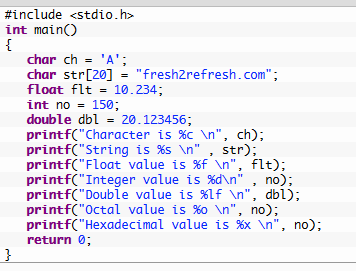 #include <stdio.h>
int main()
{
   char ch = 'A';
   char str[20] = "fresh2refresh.com";
   float flt = 10.234;
   int no = 150;
   double dbl = 20.123456;
   printf("Character is %c \n", ch);
   printf("String is %s \n" , str);
   printf("Float value is %f \n", flt);
   printf("Integer value is %d\n" , no);
   printf("Double value is %lf \n", dbl);
   printf("Octal value is %o \n", no);
   printf("Hexadecimal value is %x \n", no);
   return 0;
}